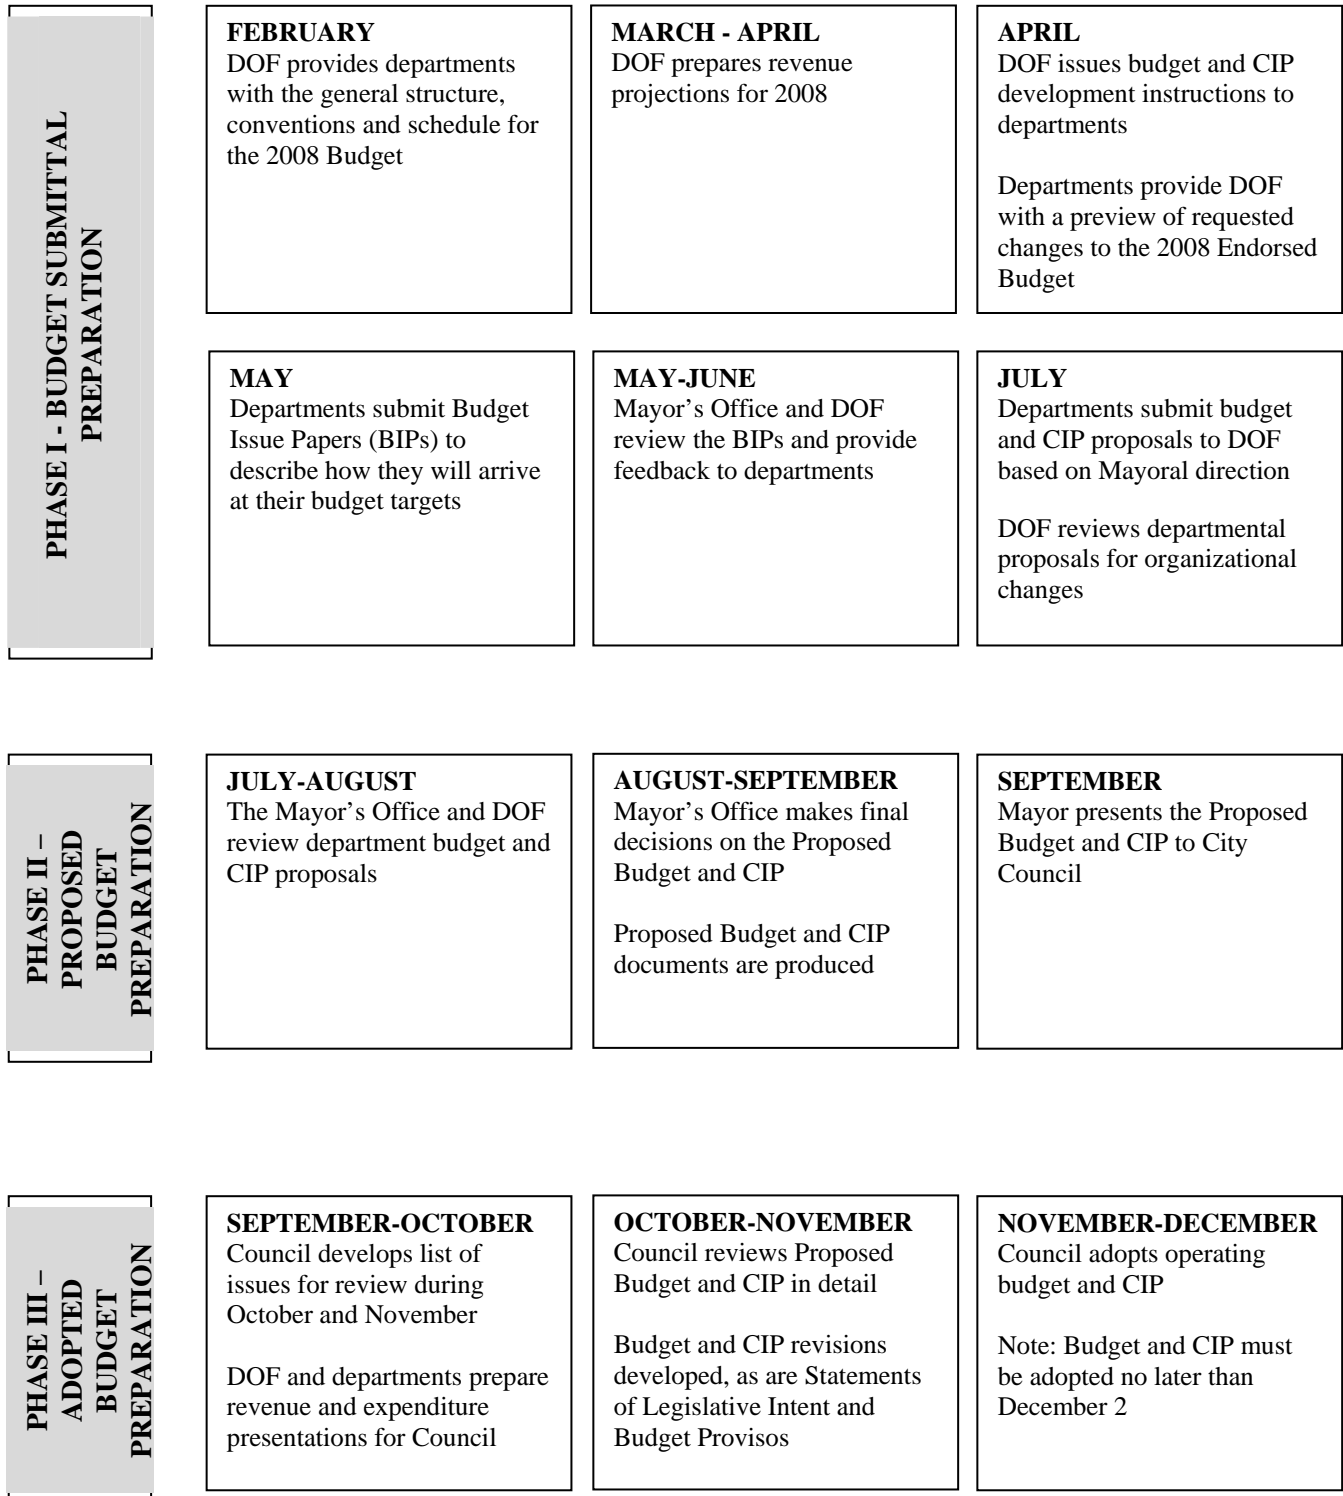 PHASE I - BUDGET SUBMITTAL
PREPARATION
FEBRUARY
DOF provides departments
with the general structure,
conventions and schedule for
the 2008 Budget
MARCH - APRIL
DOF prepares revenue
projections for 2008
APRIL
DOF issues budget and CIP
development instructions to
departments
Departments provide DOF
with a preview of requested
changes to the 2008 Endorsed
Budget
MAY
Departments submit Budget
Issue Papers (BIPs) to
describe how they will arrive
at their budget targets
MAY-JUNE
Mayor’s Office and DOF
review the BIPs and provide
feedback to departments
JULY
Departments submit budget
and CIP proposals to DOF
based on Mayoral direction
DOF reviews departmental
proposals for organizational
changes
PHASE II –
PROPOSED
BUDGET
PREPARATION
JULY-AUGUST
The Mayor’s Office and DOF
review department budget and
CIP proposals
AUGUST-SEPTEMBER
Mayor’s Office makes final
decisions on the Proposed
Budget and CIP
Proposed Budget and CIP
documents are produced
SEPTEMBER
Mayor presents the Proposed
Budget and CIP to City
Council
PHASE III –
ADOPTED
BUDGET
PREPARATION
SEPTEMBER-OCTOBER
Council develops list of
issues for review during
October and November
DOF and departments prepare
revenue and expenditure
presentations for Council
OCTOBER-NOVEMBER
Council reviews Proposed
Budget and CIP in detail
Budget and CIP revisions
developed, as are Statements
of Legislative Intent and
Budget Provisos
NOVEMBER-DECEMBER
Council adopts operating
budget and CIP
Note: Budget and CIP must
be adopted no later than
December 2